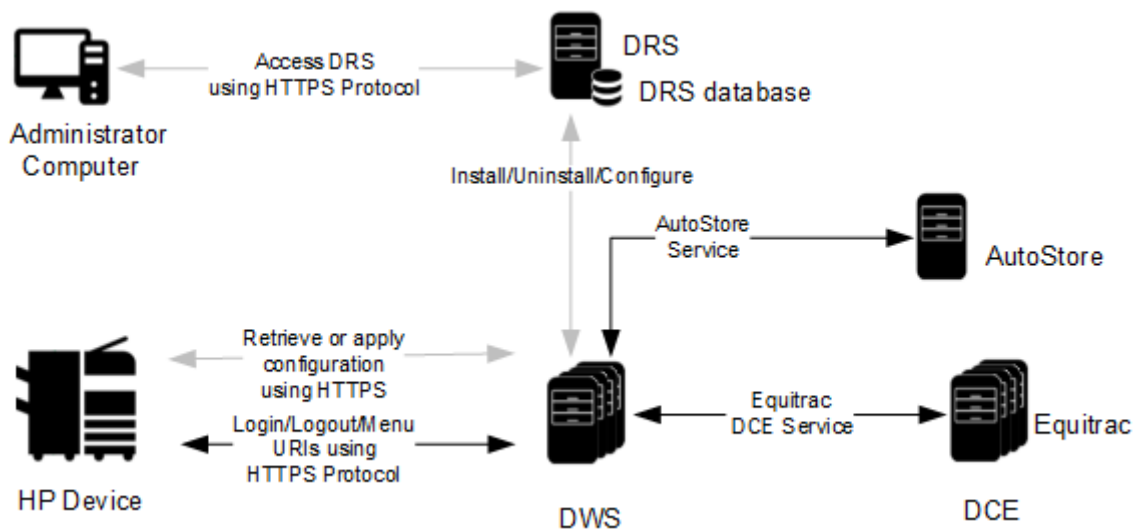 Access DRS
using HTTPS Protocol
DRS
DRS database
Administrator
Computer
Install/Uninstall/Configure
AutoStore
Service
AutoStore
Retrieve or apply
configuration
using HTTPS
Login/Logout/Menu
URIs using
HTTPS Protocol
Equitrac
DCE Service
Equitrac
HP Device
DWS
DCE